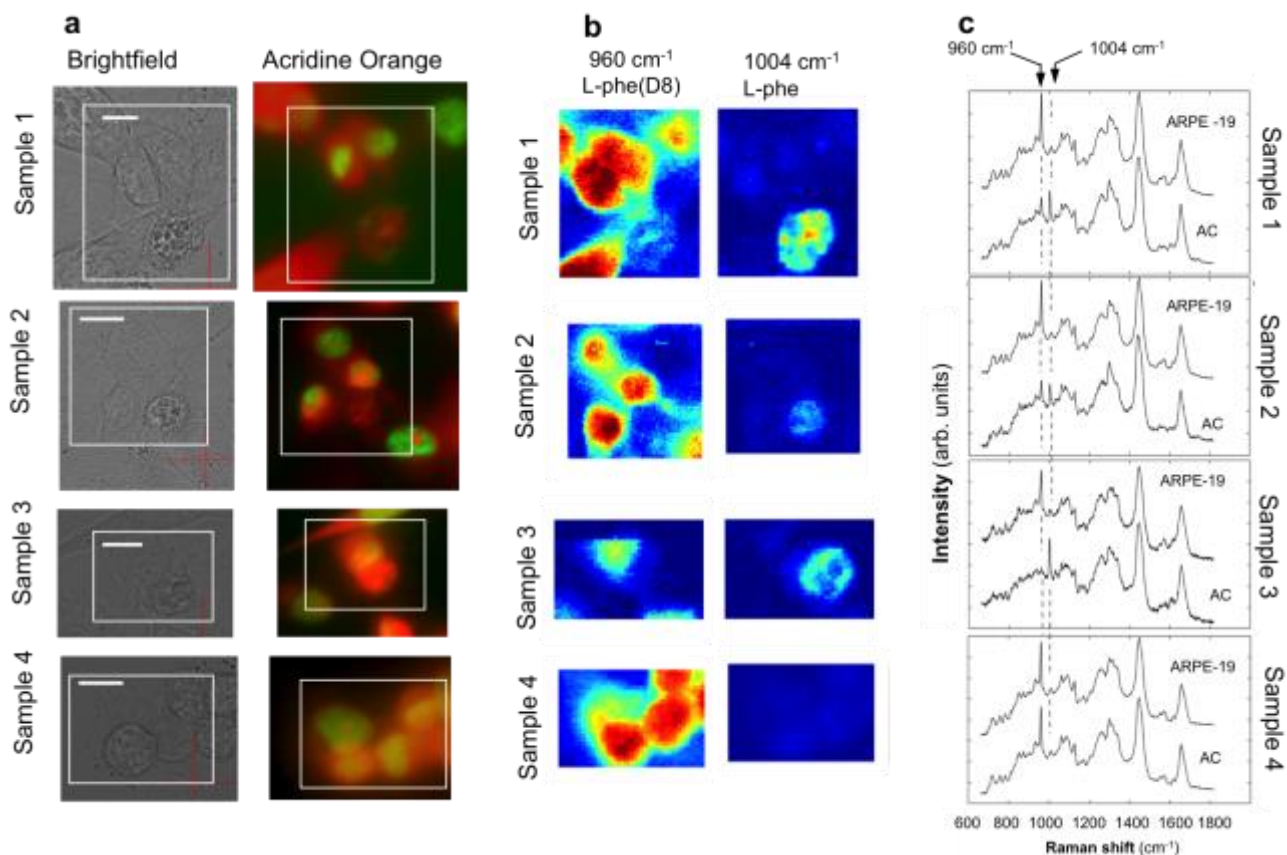 a
b
c
Brightfield
Acridine Orange
960 cm⁻¹
L-phe(D8)
1004 cm⁻¹
L-phe
960 cm⁻¹
1004 cm⁻¹
Sample 1
Sample 1
ARPE -19
AC
Sample 1
Sample 2
Sample 2
ARPE-19
AC
Sample 2
Sample 3
Sample 3
ARPE-19
AC
Sample 3
Sample 4
Sample 4
ARPE-19
AC
Sample 4
Intensity (arb. units)
600 1000 1200 1400 1600 1800
Raman shift (cm⁻¹)